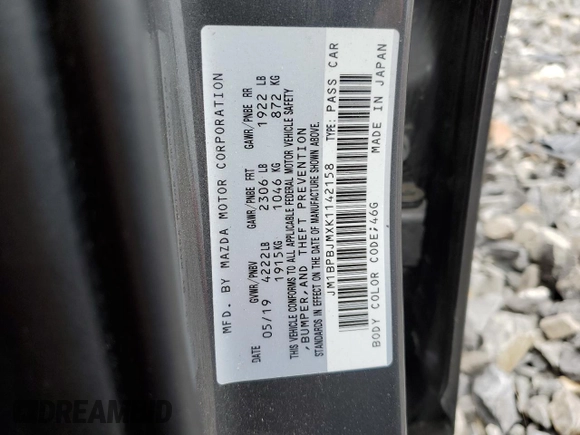 MFD. BY MAZDA MOTOR CORPORATION
DATE GVWR/PNBV GAWR/PNBE FRT GAWR/PNBE RR
05/19 4222LB 2306 LB 1922 LB
1915KG 1046 KG 872 KG
THIS VEHICLE CONFORMS TO ALL APPLICABLE FEDERAL MOTOR VEHICLE SAFETY
,BUMPER,AND THEFT PREVENTION
STANDARDS IN EFFECT ON THE DATE OF MANUFACTURE SHOWN ABOVE.
JM1BPBJMXK1142158 TYPE: PASS CAR
BODY COLOR CODE;46G MADE IN JAPAN
DREAMBID